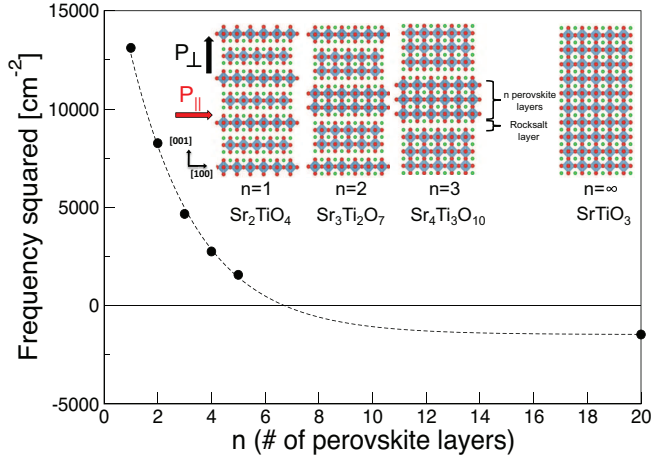 15000
10000
5000
0
-5000
Frequency squared [cm⁻²]
P⊥
P||
[001]
[100]
n perovskite
layers
Rocksalt
layer
n=1
n=2
n=3
n=∞
Sr₂TiO₄
Sr₃Ti₂O₇
Sr₄Ti₃O₁₀
SrTiO₃
0
2
4
6
8
10
12
14
16
18
20
n (# of perovskite layers)